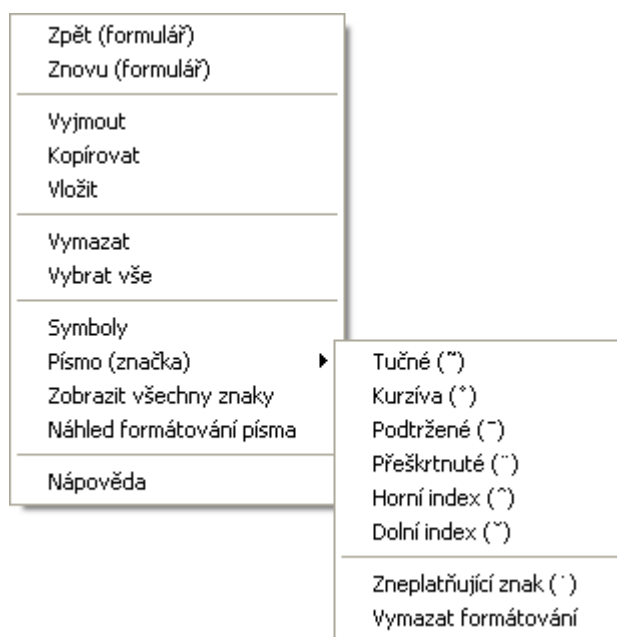 Zpět (formulář)
Znovu (formulář)
Vyjmout
Kopírovat
Vložit
Vymazat
Vybrat vše
Symboly
Písmo (značka)
Zobrazit všechny znaky
Náhled formátování písma
Nápověda
Tučné (˜)
Kurzíva (°)
Podtržené (¯)
Přeškrtnuté (¨)
Horní index (ˆ)
Dolní index (ˇ)
Zneplatňující znak (˙)
Vymazat formátování